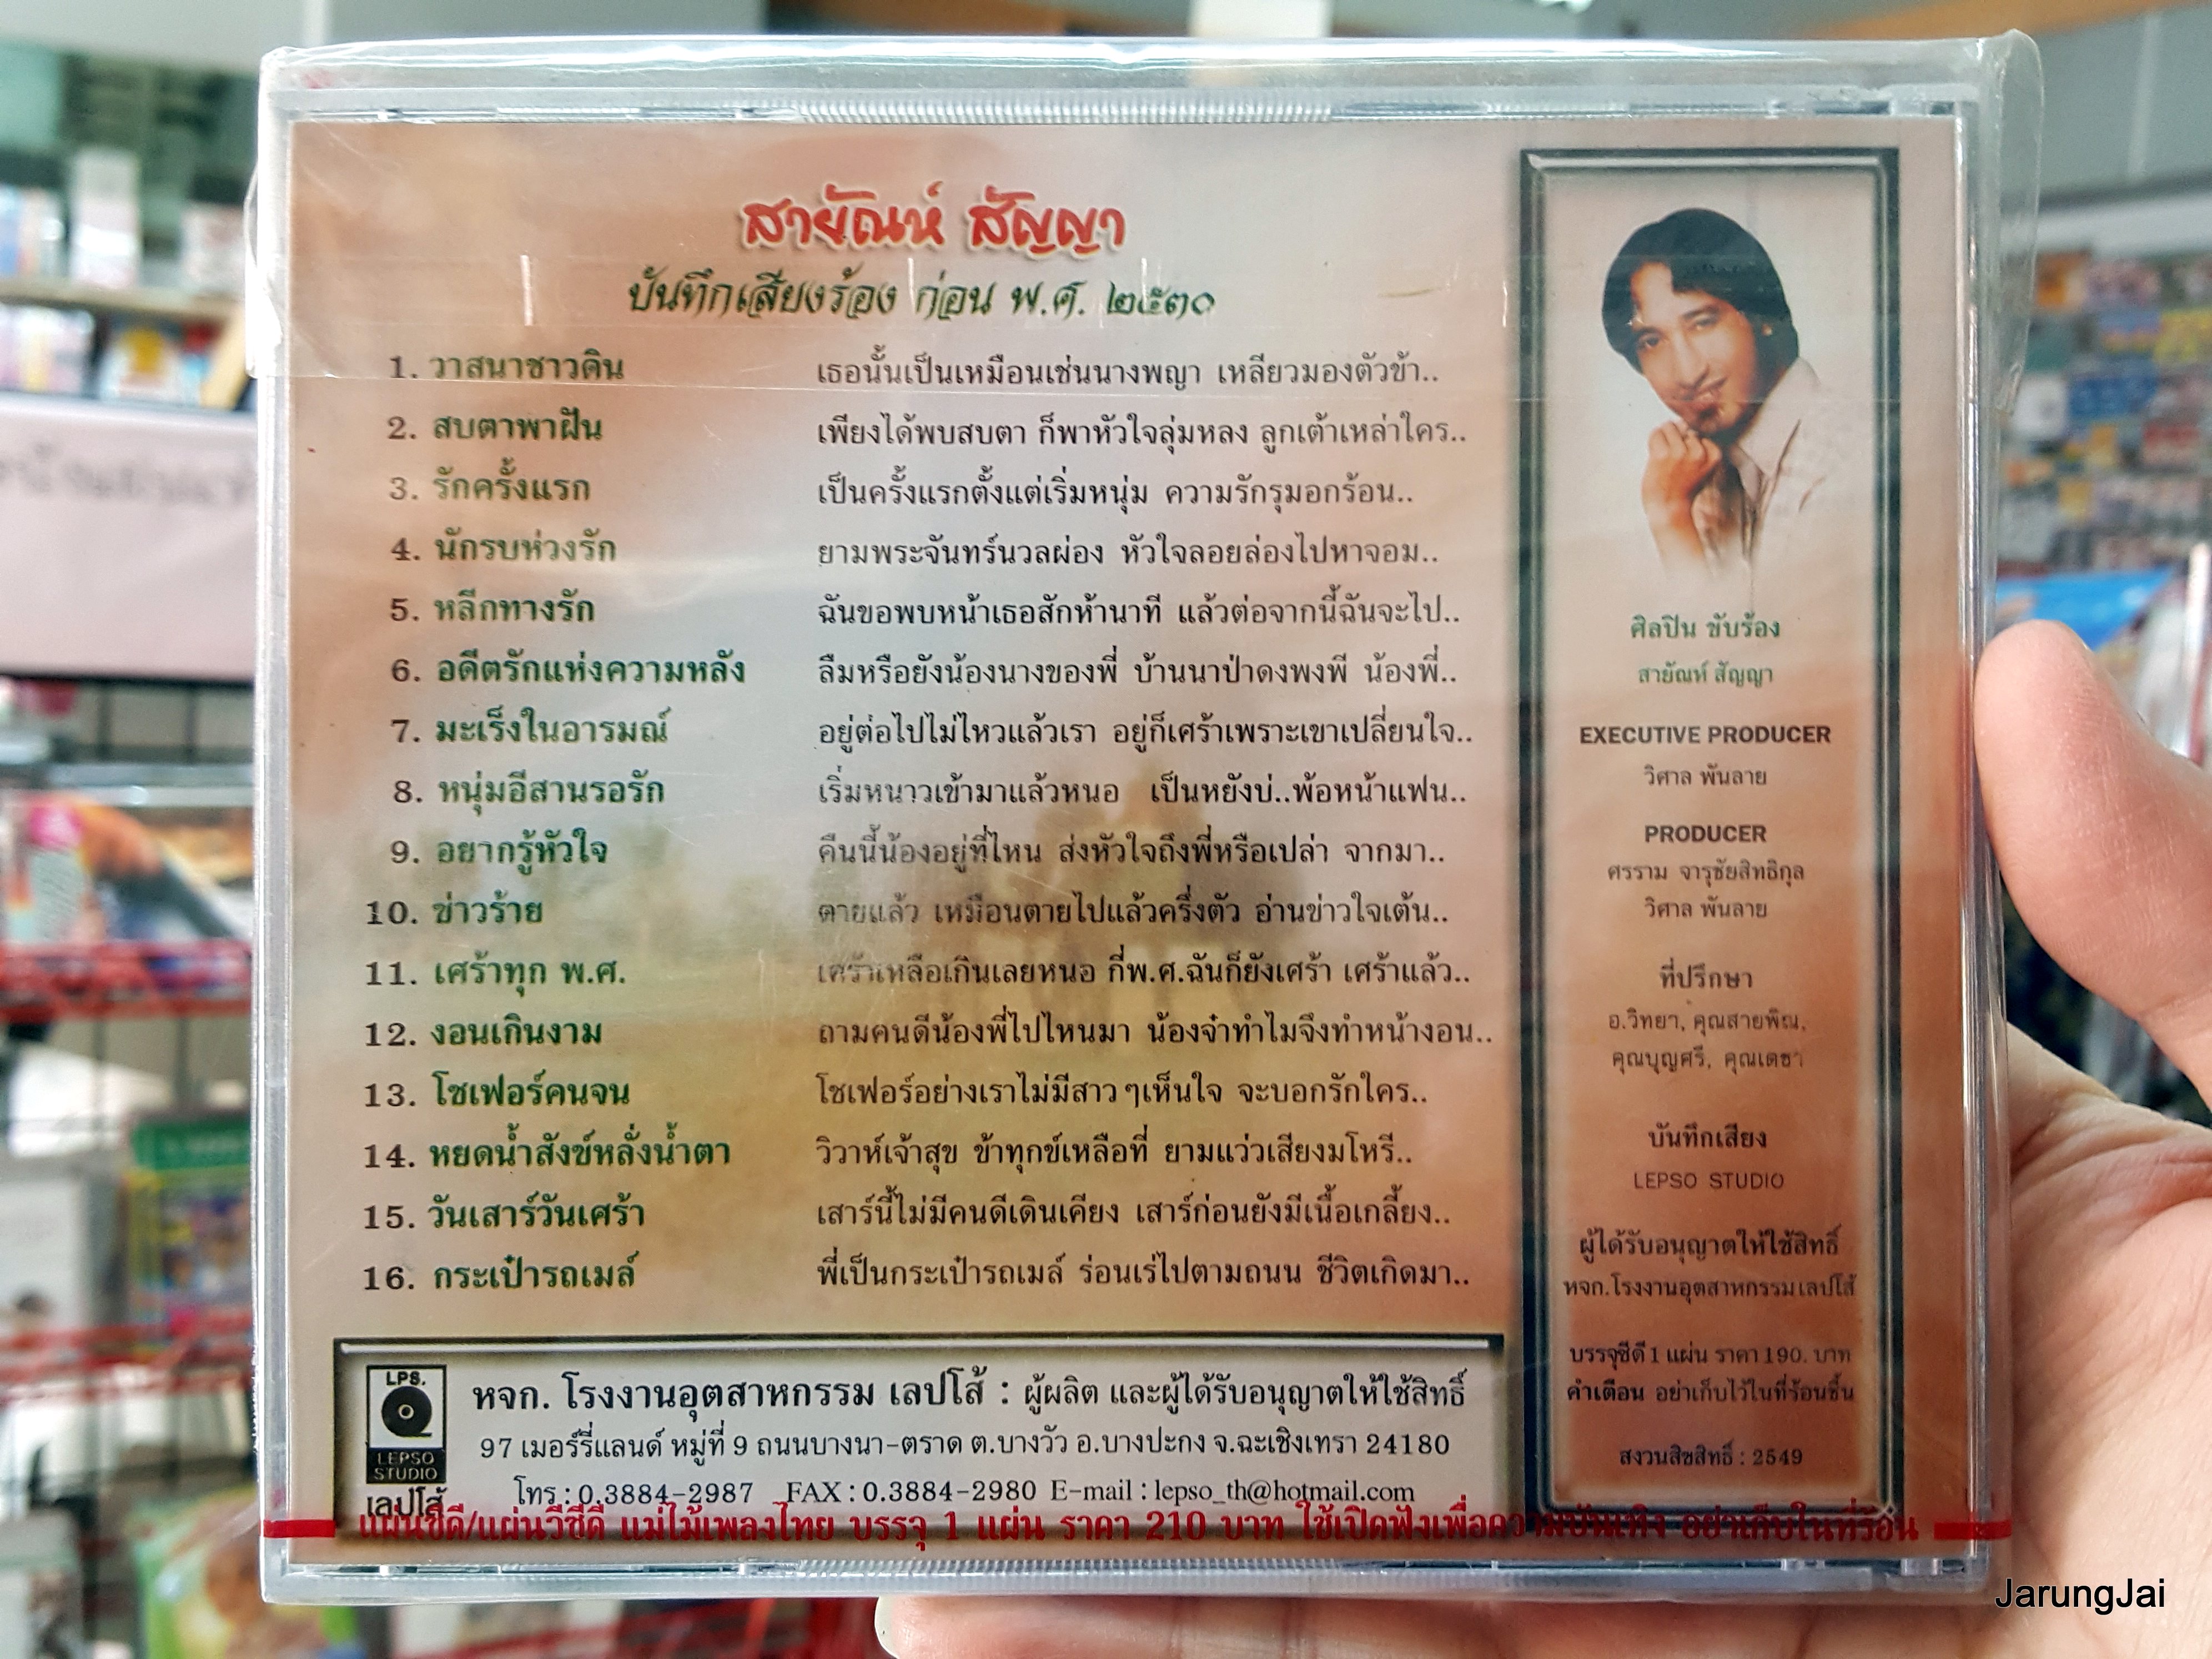 สายัณห์ สัญญา
บันทึกเสียงร้อง ก่อน พ.ศ. ๒๕๓๐
1. วาสนาชาวดิน เธอนั้นเป็นเหมือนเช่นนางพญา เหลียวมองตัวข้า..
2. สบตาพาฝัน เพียงได้พบสบตา ก็พาหัวใจลุ่มหลง ลูกเต้าเหล่าใคร..
3. รักครั้งแรก เป็นครั้งแรกตั้งแต่เริ่มหนุ่ม ความรักรุมอกร้อน..
4. นักรบห่วงรัก ยามพระจันทร์นวลผ่อง หัวใจลอยล่องไปหาจอม..
5. หลีกทางรัก ฉันขอพบหน้าเธอสักห้านาที แล้วต่อจากนี้ฉันจะไป..
6. อดีตรักแห่งความหลัง ลืมหรือยังน้องนางของพี่ บ้านนาป่าดงพงพี น้องพี่..
7. มะเร็งในอารมณ์ อยู่ต่อไปไม่ไหวแล้วเรา อยู่ก็เศร้าเพราะเขาเปลี่ยนใจ..
8. หนุ่มอีสานรอรัก เริ่มหนาวเข้ามาแล้วหนอ เป็นหยังบ่..พ้อหน้าแฟน..
9. อยากรู้หัวใจ คืนนี้น้องอยู่ที่ไหน ส่งหัวใจถึงพี่หรือเปล่า จากมา..
10. ข่าวร้าย ตายแล้ว เหมือนตายไปแล้วครึ่งตัว อ่านข่าวใจเต้น..
11. เศร้าทุก พ.ศ. เศร้าเหลือเกินเลยหนอ กี่พ.ศ.ฉันก็ยังเศร้า เศร้าแล้ว..
12. งอนเกินงาม ถามคนดีน้องพี่ไปไหนมา น้องจ๋าทำไมจึงทำหน้างอน..
13. โชเฟอร์คนจน โชเฟอร์อย่างเราไม่มีสาวๆเห็นใจ จะบอกรักใคร..
14. หยดน้ำสังข์หลั่งน้ำตา วิวาห์เจ้าสุข ข้าทุกข์เหลือที่ ยามแว่วเสียงมโหรี..
15. วันเสาร์วันเศร้า เสาร์นี้ไม่มีคนดีเดินเคียง เสาร์ก่อนยังมีเนื้อเกลี้ยง..
16. กระเป๋ารถเมล์ พี่เป็นกระเป๋ารถเมล์ ร่อนเร่ไปตามถนน ชีวิตเกิดมา..
ศิลปิน ขับร้อง
สายัณห์ สัญญา
EXECUTIVE PRODUCER
วิศาล พันลาย
PRODUCER
ศรราม จารุชัยสิทธิกุล
วิศาล พันลาย
ที่ปรึกษา
อ.วิทยา, คุณสายพิณ,
คุณบุญศรี, คุณเดชา
บันทึกเสียง
LEPSO STUDIO
ผู้ได้รับอนุญาตให้ใช้สิทธิ์
หจก.โรงงานอุตสาหกรรมเลปโส้
บรรจุซีดี 1 แผ่น ราคา 190. บาท
คำเตือน อย่าเก็บไว้ในที่ร้อนชื้น
สงวนสิขสิทธิ์ : 2549
LPS.
LEPSO
STUDIO
เลปโส้
หจก. โรงงานอุตสาหกรรม เลปโส้ : ผู้ผลิต และผู้ได้รับอนุญาตให้ใช้สิทธิ์
97 เมอร์รี่แลนด์ หมู่ที่ 9 ถนนบางนา-ตราด ต.บางวัว อ.บางปะกง จ.ฉะเชิงเทรา 24180
โทร : 0.3884-2987 FAX : 0.3884-2980 E-mail : lepso_th@hotmail.com
แผ่นซีดี/แผ่นวีซีดี แม่ไม้เพลงไทย บรรจุ 1 แผ่น ราคา 210 บาท ใช้เปิดฟังเพื่อความบันเทิง อย่าเก็บในที่ร้อน
JarungJai